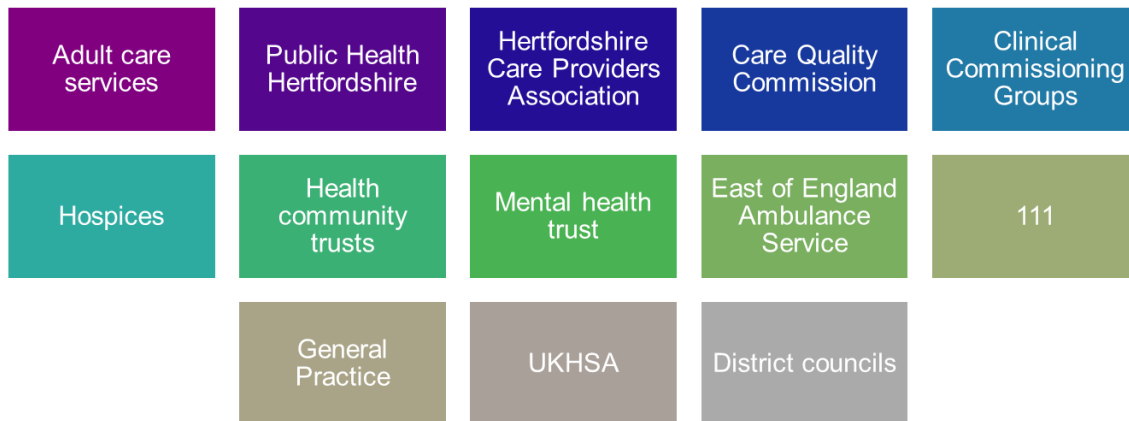 Adult care
services
Public Health
Hertfordshire
Hertfordshire
Care Providers
Association
Care Quality
Commission
Clinical
Commissioning
Groups
Hospices
Health
community
trusts
Mental health
trust
East of England
Ambulance
Service
111
General
Practice
UKHSA
District councils